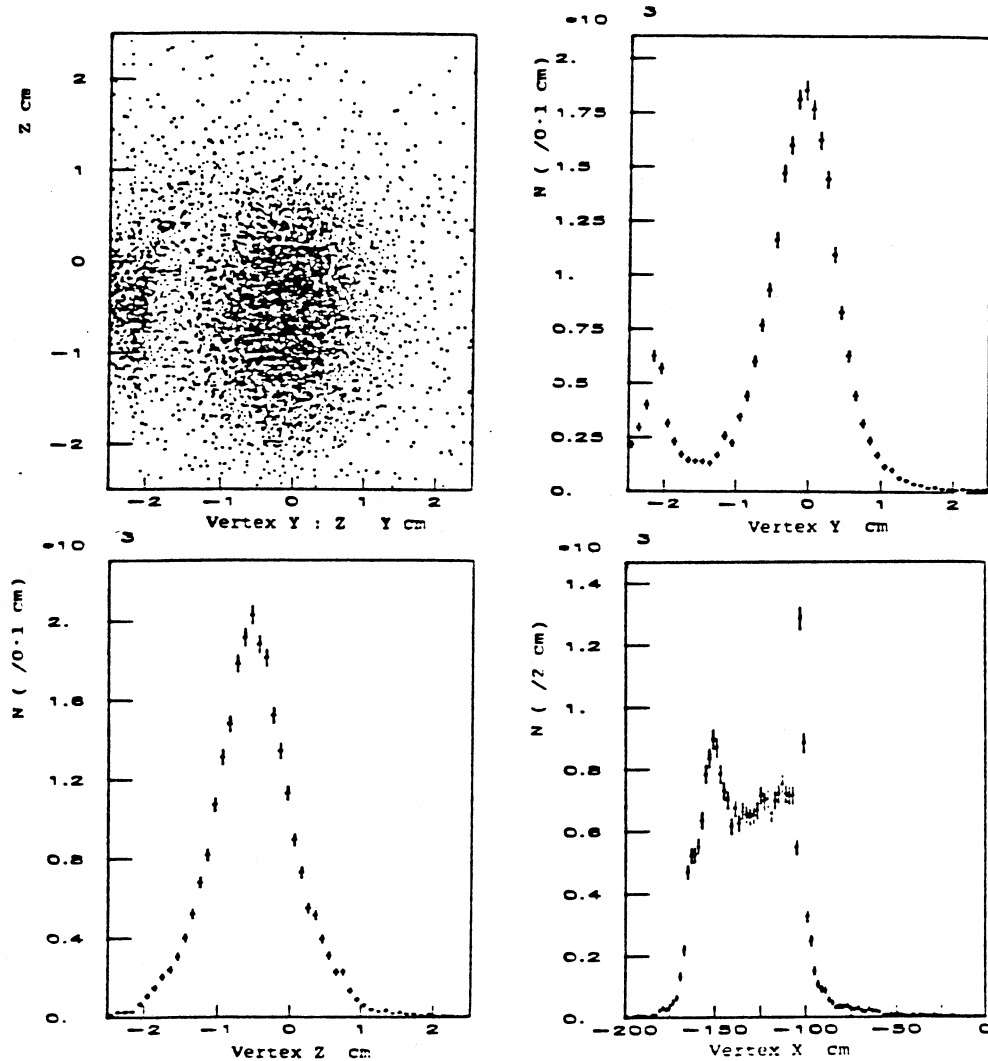 •10 3
2
1
0
−1
−2
Z cm
−2 −1 0 1 2
Vertex Y : Z Y cm
N ( /0·1 cm)
2.
1.75
1.5
1.25
1.
0.75
0.5
0.25
0.
−2 −1 0 1 2
Vertex Y cm
•10 3
N ( /0·1 cm)
2.
1.6
1.2
0.8
0.4
0.
−2 −1 0 1 2
Vertex Z cm
•10 3
N ( /2 cm)
1.4
1.2
1.
0.8
0.6
0.4
0.2
0.
−200 −150 −100 −50 0
Vertex X cm